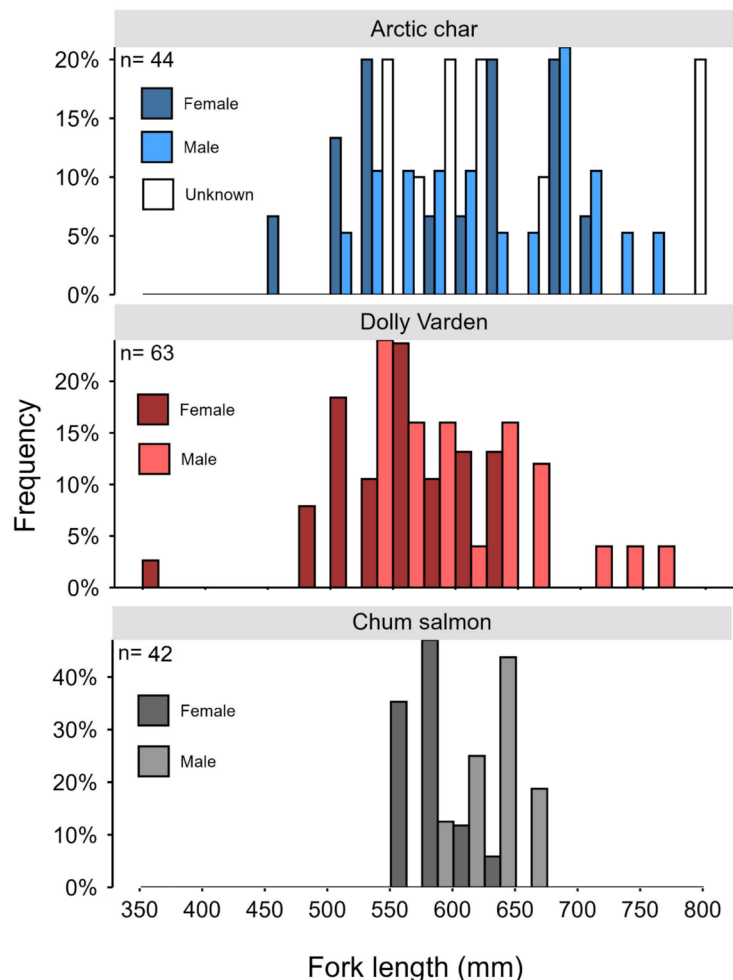 Arctic char
n= 44
Female
Male
Unknown
20%
15%
10%
5%
0%
Dolly Varden
n= 63
Female
Male
20%
15%
10%
5%
0%
Frequency
Chum salmon
n= 42
Female
Male
40%
30%
20%
10%
0%
350 400 450 500 550 600 650 700 750 800
Fork length (mm)